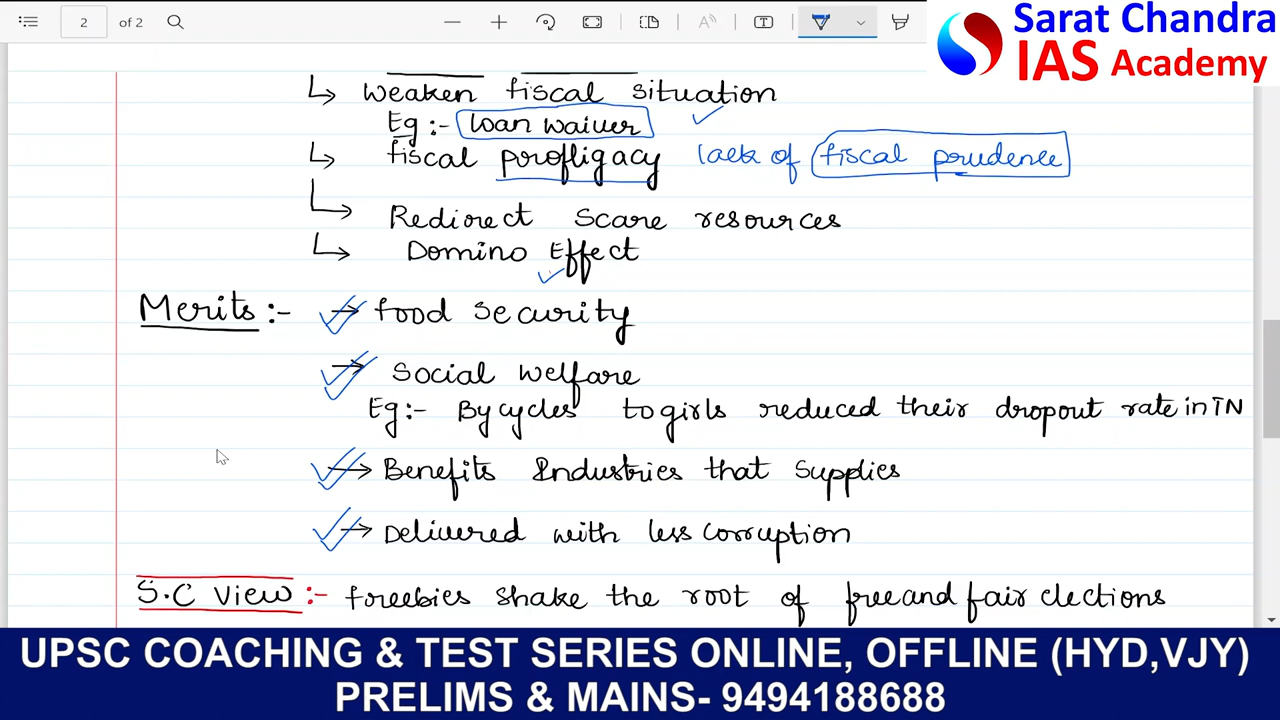 2 of 2
Sarat Chandra
IAS Academy
↳ Weaken fiscal situation
Eg :- Loan waiver
↳ fiscal profligacy lack of fiscal prudence
↳ Redirect Scare resources
↳ Domino Effect
Merits :- → food security
→ Social welfare
Eg :- Bycycles to girls reduced their dropout rate in TN
→ Benefits Industries that Supplies
→ Delivered with less corruption
S.C View :- freebies shake the root of free and fair elections
UPSC COACHING & TEST SERIES ONLINE, OFFLINE (HYD,VJY)
PRELIMS & MAINS- 9494188688